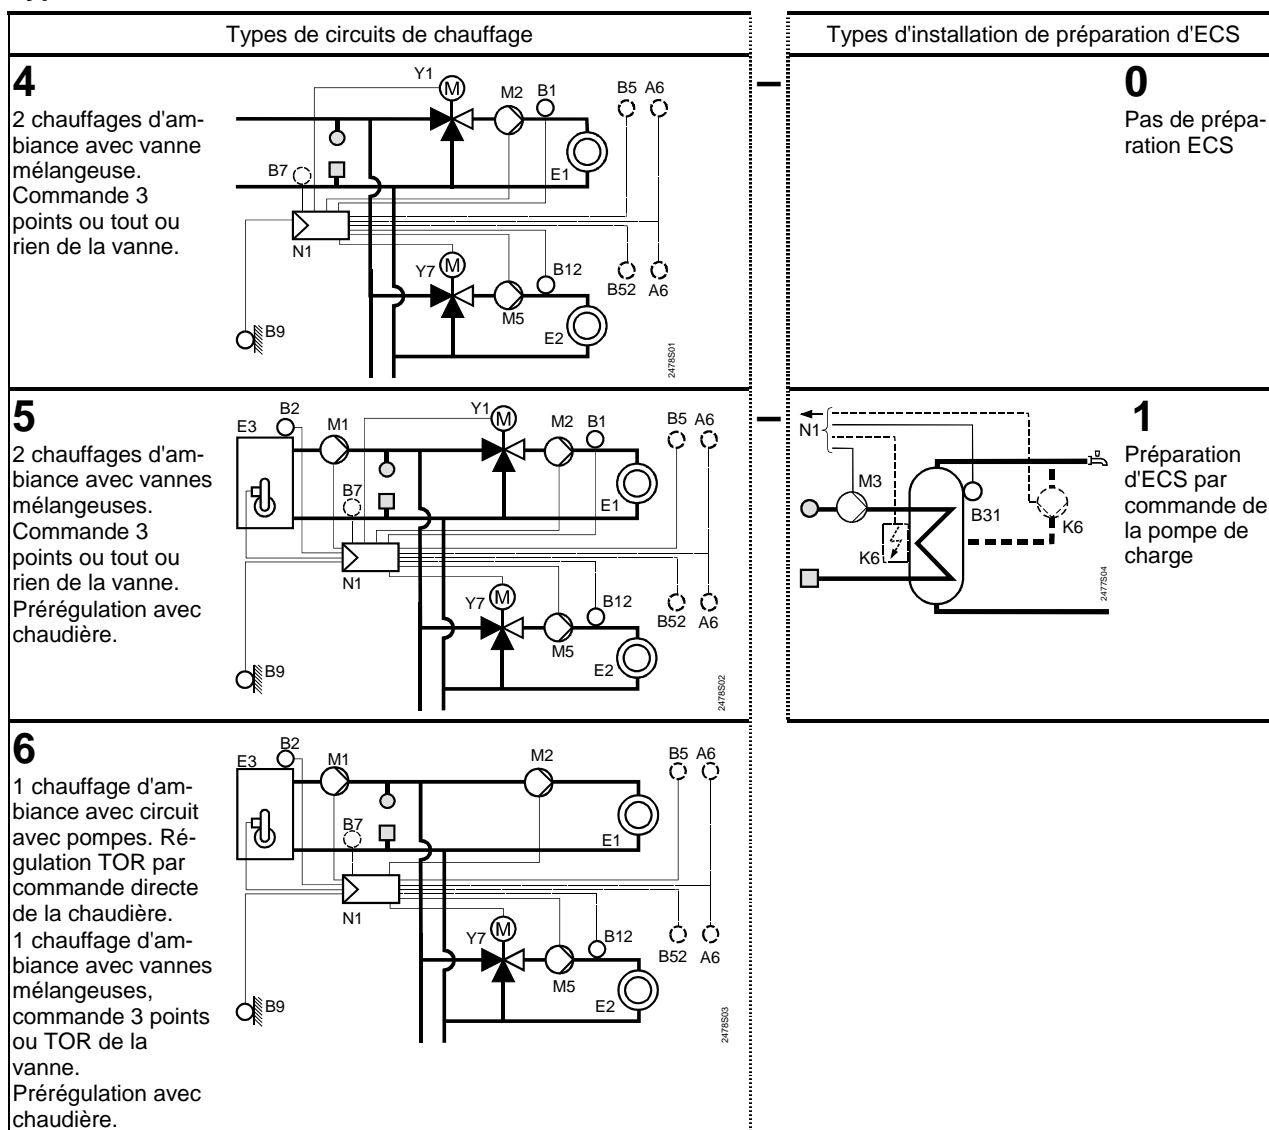 Types de circuits de chauffage
Types d'installation de préparation d'ECS
4
2 chauffages d'am-
biance avec vanne
mélangeuse.
Commande 3
points ou tout ou
rien de la vanne.
Y1
M
M2
B1
B5
A6
B7
E1
N1
Y7
M
B12
B52
A6
M5
E2
B9
2478S01
0
Pas de prépa-
ration ECS
5
2 chauffages d'am-
biance avec vannes
mélangeuses.
Commande 3
points ou tout ou
rien de la vanne.
Prérégulation avec
chaudière.
E3
B2
M1
Y1
M
M2
B1
B5
A6
B7
E1
N1
Y7
M
B12
B52
A6
M5
E2
B9
2478S02
1
Préparation
d'ECS par
commande de
la pompe de
charge
N1
M3
B31
K6
K6
2477S04
6
1 chauffage d'am-
biance avec circuit
avec pompes. Ré-
gulation TOR par
commande directe
de la chaudière.
1 chauffage d'am-
biance avec vannes
mélangeuses,
commande 3 points
ou TOR de la
vanne.
Prérégulation avec
chaudière.
E3
B2
M1
M2
B5
A6
B7
E1
N1
Y7
M
B12
B52
A6
M5
E2
B9
2478S03